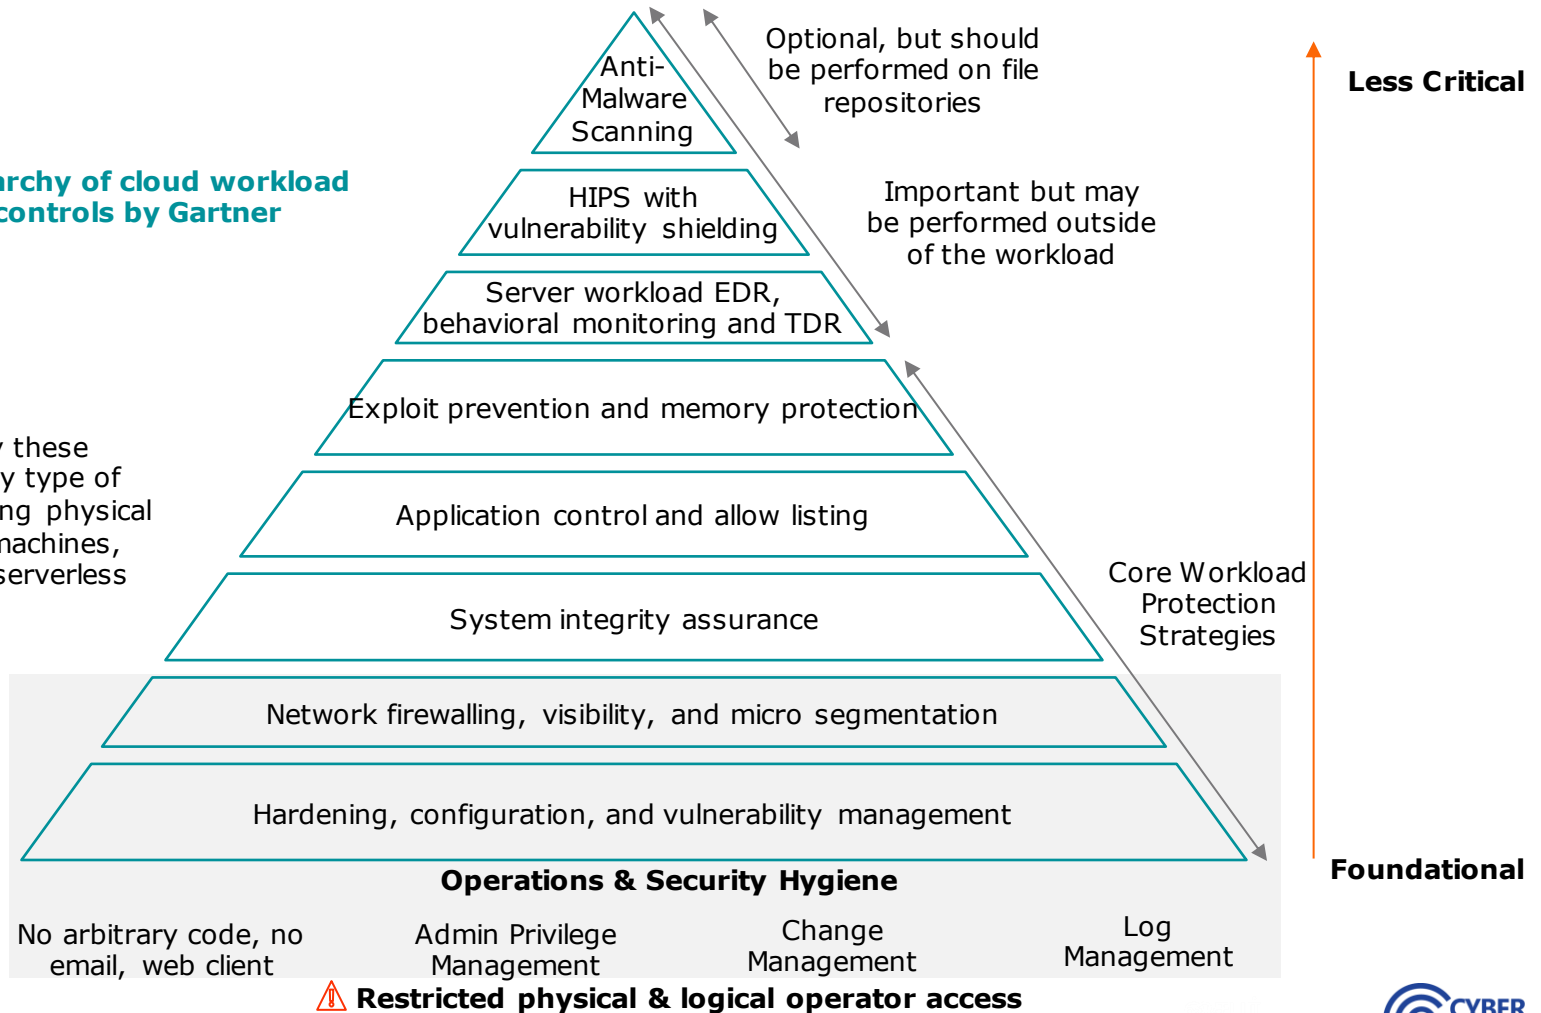 Anti-
Malware
Scanning
Optional, but should
be performed on file
repositories
Less Critical
archy of cloud workload
controls by Gartner
HIPS with
vulnerability shielding
Important but may
be performed outside
of the workload
Server workload EDR,
behavioral monitoring and TDR
Exploit prevention and memory protection
these
y type of
ng physical
machines,
serverless
Application control and allow listing
Core Workload
Protection
Strategies
System integrity assurance
Network firewalling, visibility, and micro segmentation
Hardening, configuration, and vulnerability management
Foundational
Operations & Security Hygiene
No arbitrary code, no
email, web client
Admin Privilege
Management
Change
Management
Log
Management
Restricted physical & logical operator access
CYBER